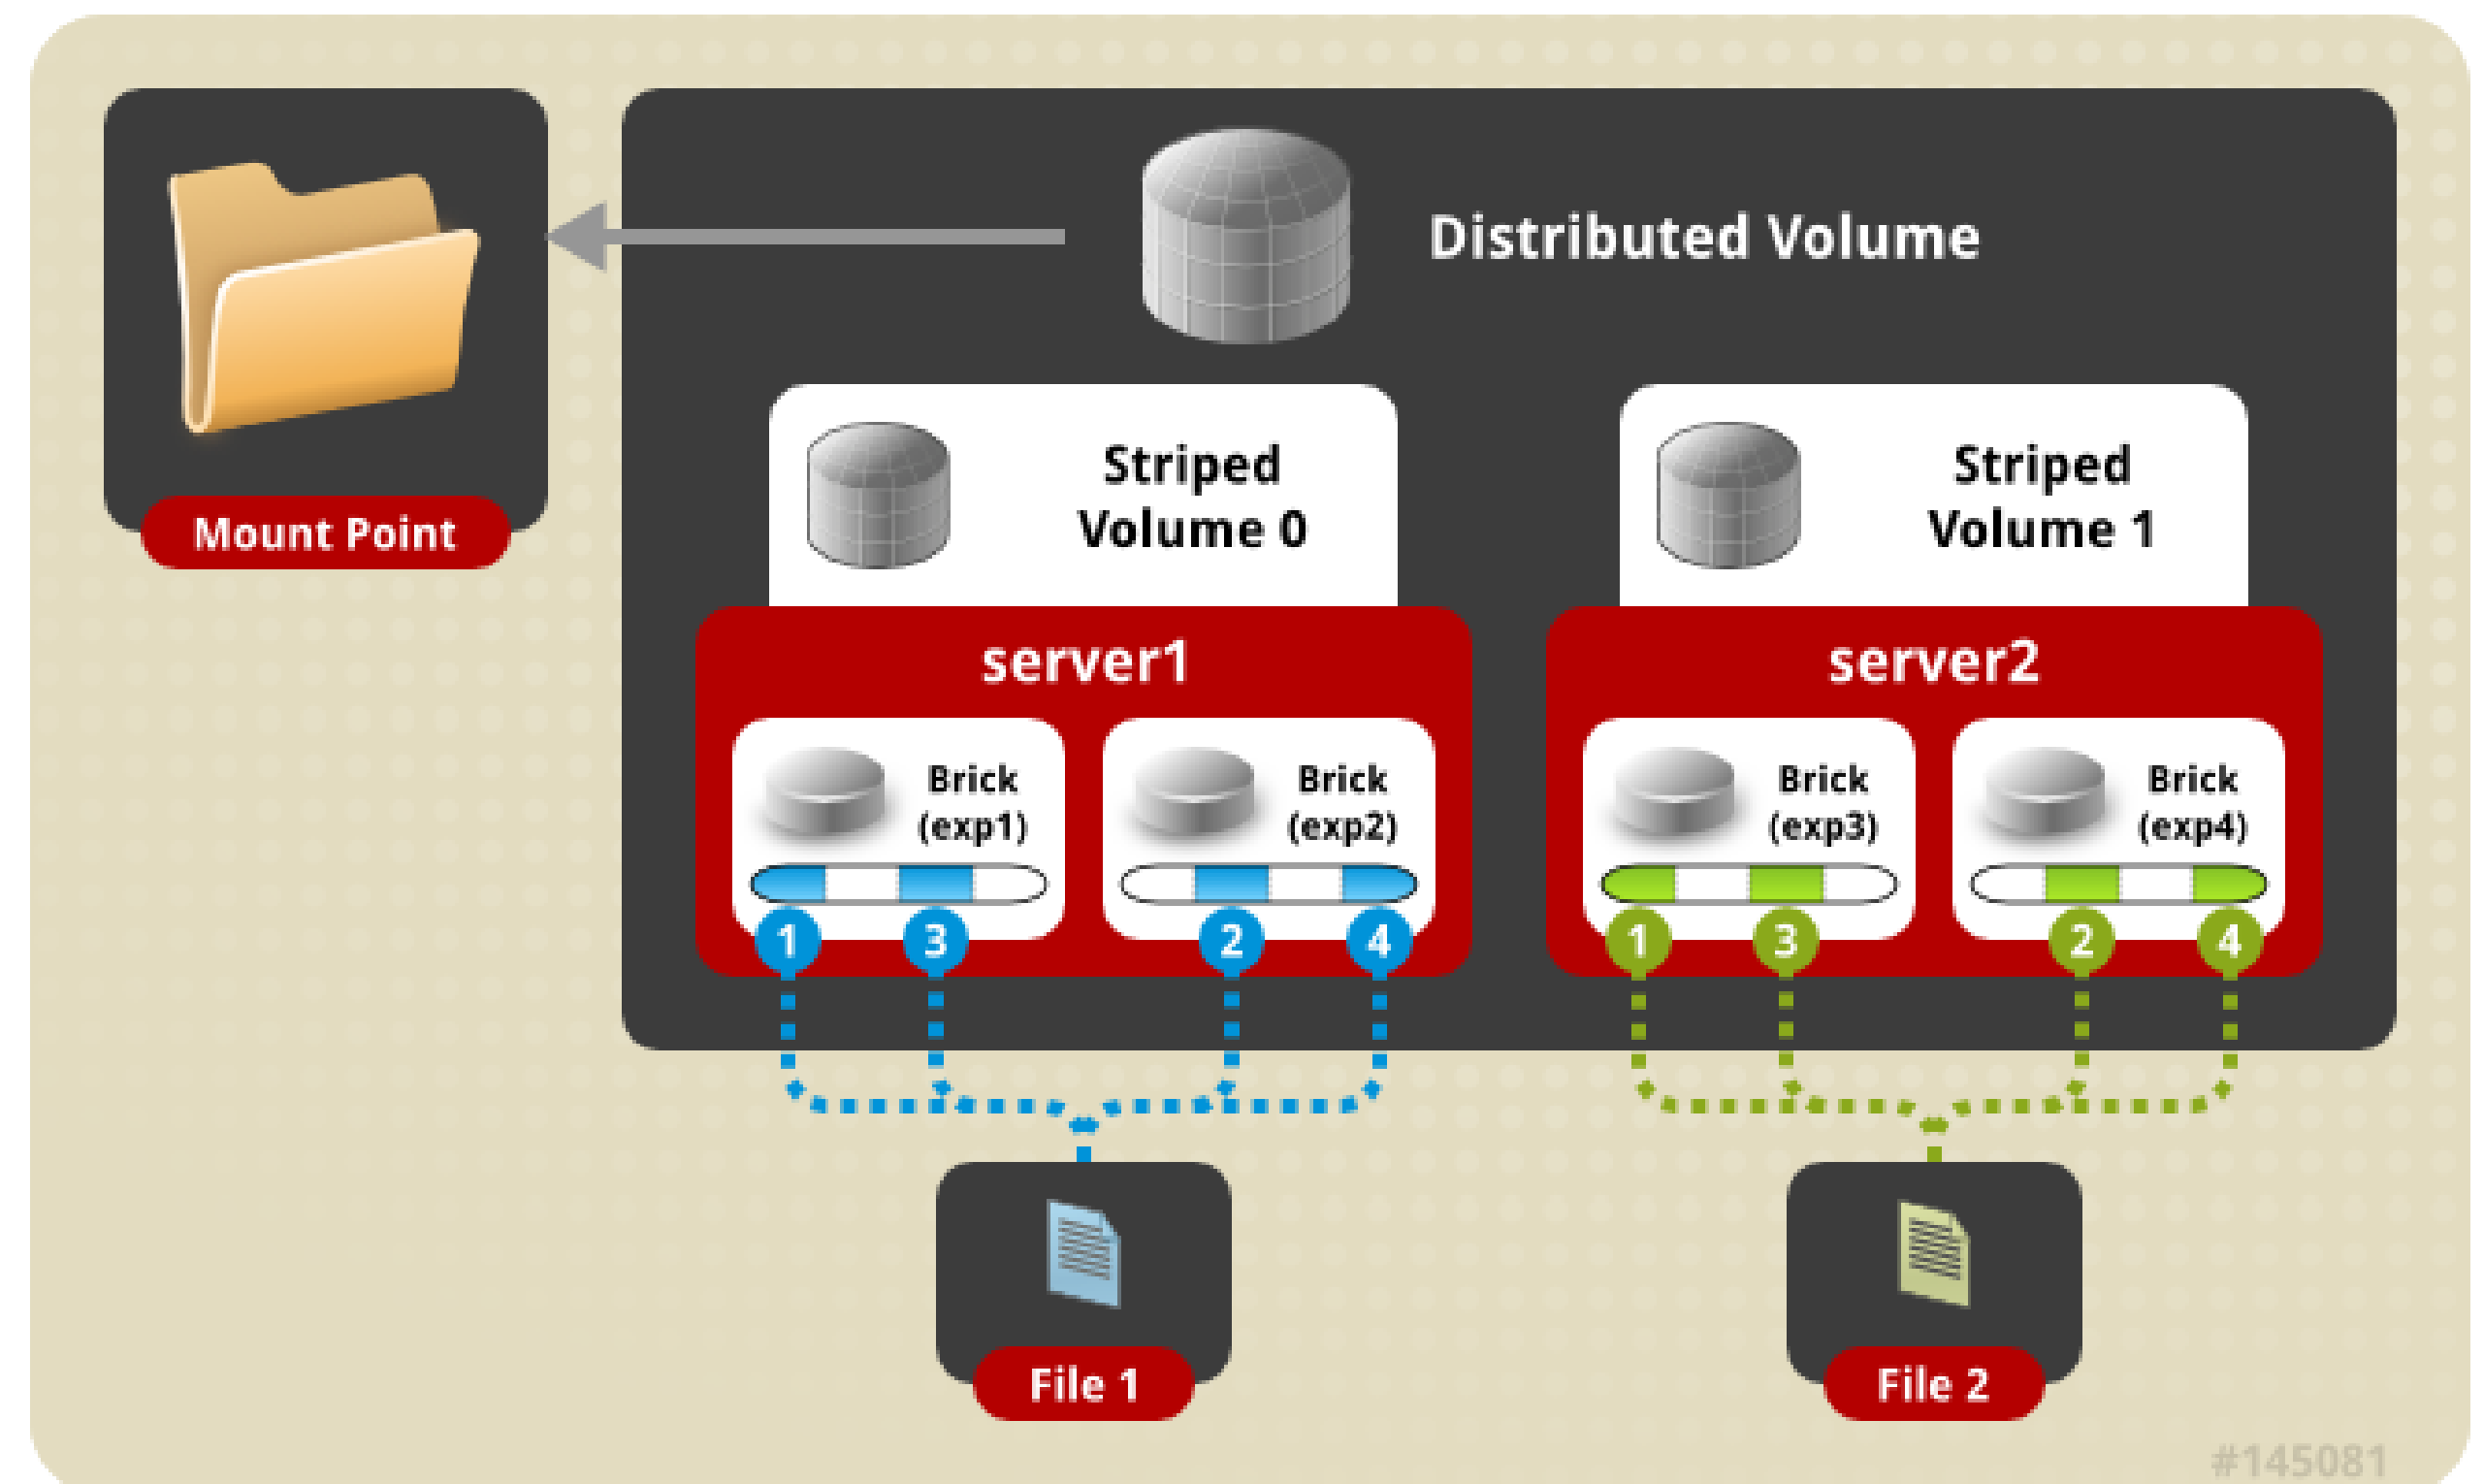 Distributed Volume
Mount Point
Striped
Volume 0
Striped
Volume 1
server1
server2
Brick
(exp1)
Brick
(exp2)
Brick
(exp3)
Brick
(exp4)
1
3
2
4
1
3
2
4
File 1
File 2
#145081